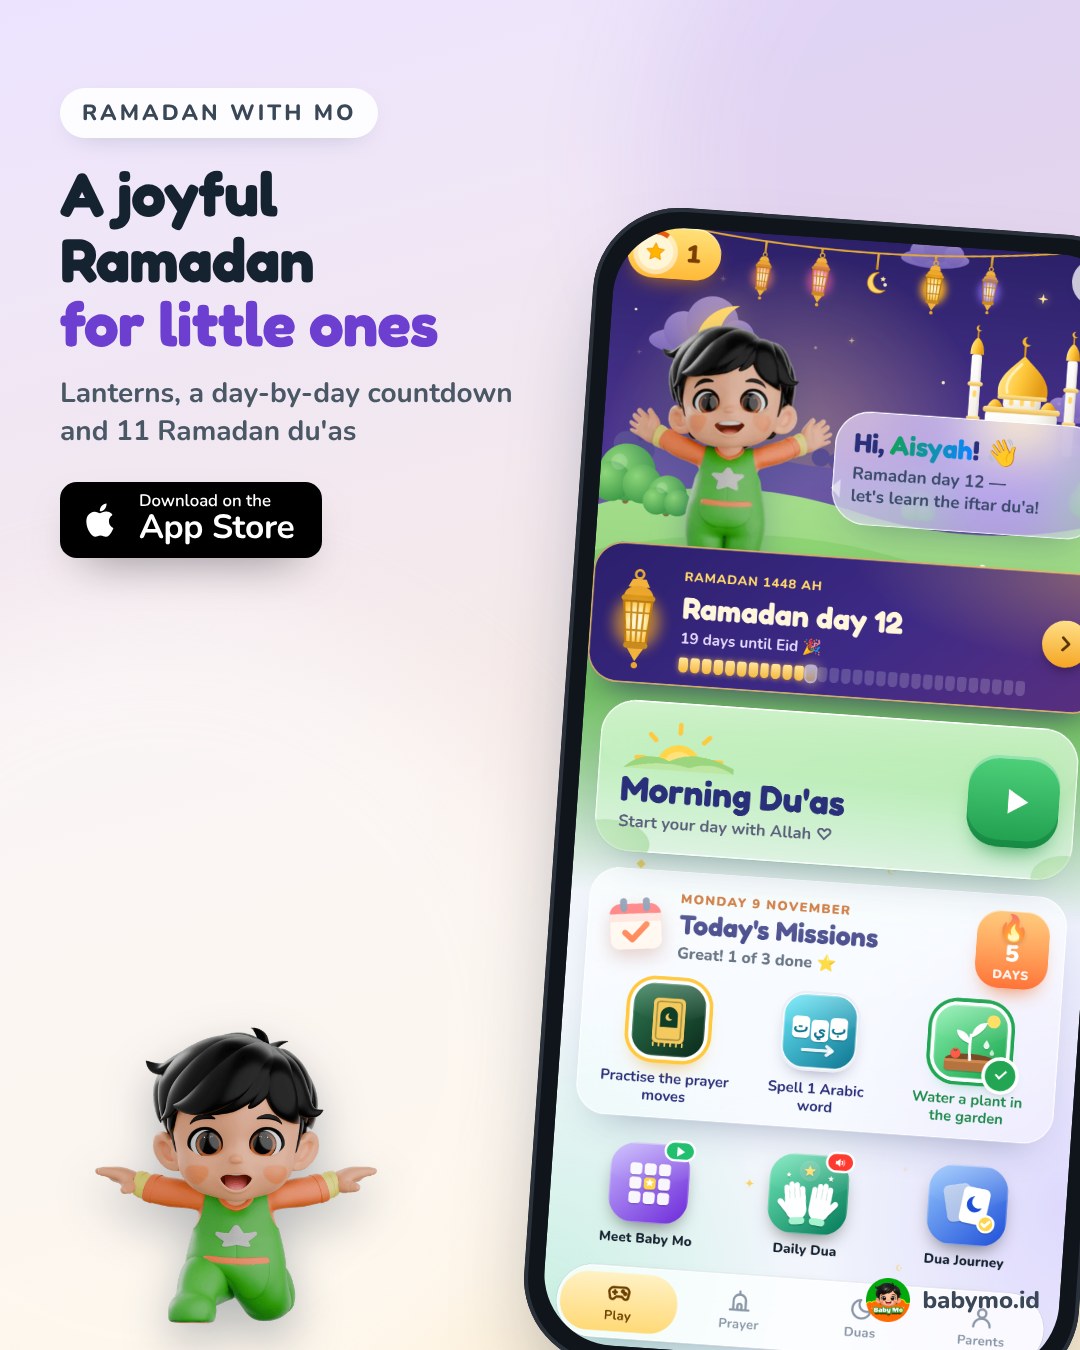 RAMADAN WITH MO
A joyful
Ramadan
for little ones
Lanterns, a day-by-day countdown
and 11 Ramadan du'as
Download on the
App Store
1
Hi, Aisyah! 👋
Ramadan day 12 —
let's learn the iftar du'a!
RAMADAN 1448 AH
Ramadan day 12
19 days until Eid 🎉
Morning Du'as
Start your day with Allah ♡
MONDAY 9 NOVEMBER
Today's Missions
Great! 1 of 3 done ⭐
5
DAYS
ب ي ت
Practise the prayer
moves
Spell 1 Arabic
word
Water a plant in
the garden
Meet Baby Mo
Daily Dua
Dua Journey
Play
Prayer
Duas
Parents
Baby Mo
babymo.id